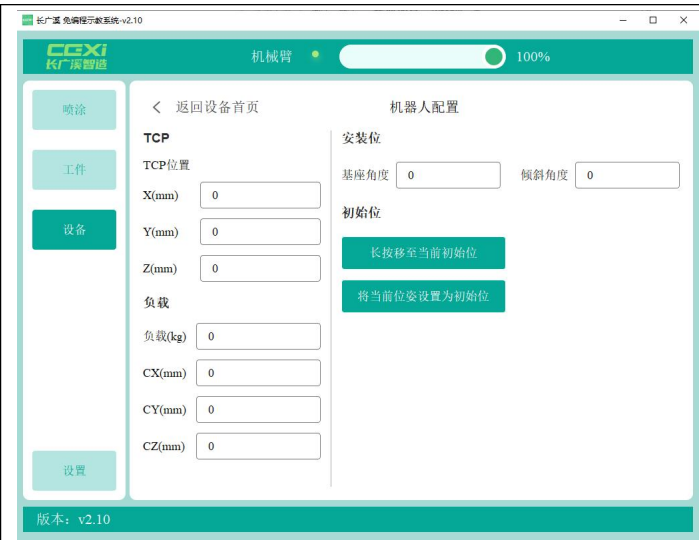 长广溪 免编程示教系统-v2.10
CGXi
长广溪智造
机械臂
100%
喷涂
工件
设备
设置
返回设备首页
机器人配置
TCP
TCP位置
X(mm) 0
Y(mm) 0
Z(mm) 0
负载
负载(kg) 0
CX(mm) 0
CY(mm) 0
CZ(mm) 0
安装位
基座角度 0 倾斜角度 0
初始位
长按移至当前初始位
将当前位姿设置为初始位
版本：v2.10